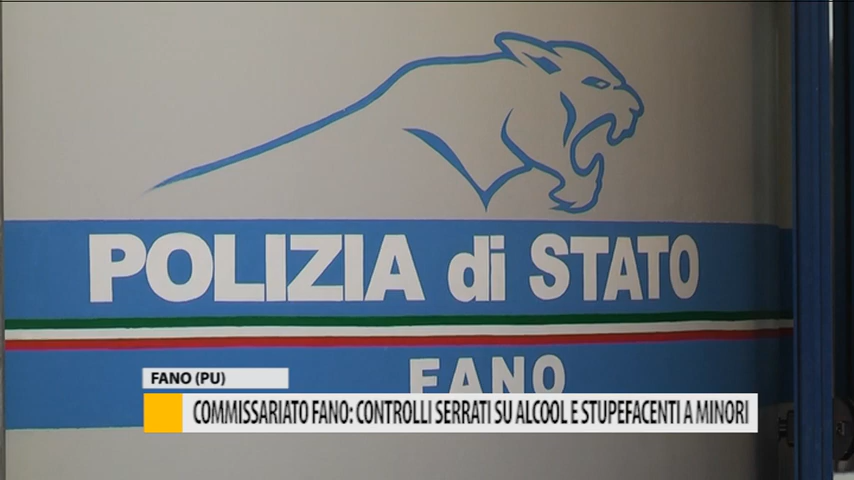 POLIZIA di STATO
FANO
FANO (PU)
COMMISSARIATO FANO: CONTROLLI SERRATI SU ALCOOL E STUPEFACENTI A MINORI